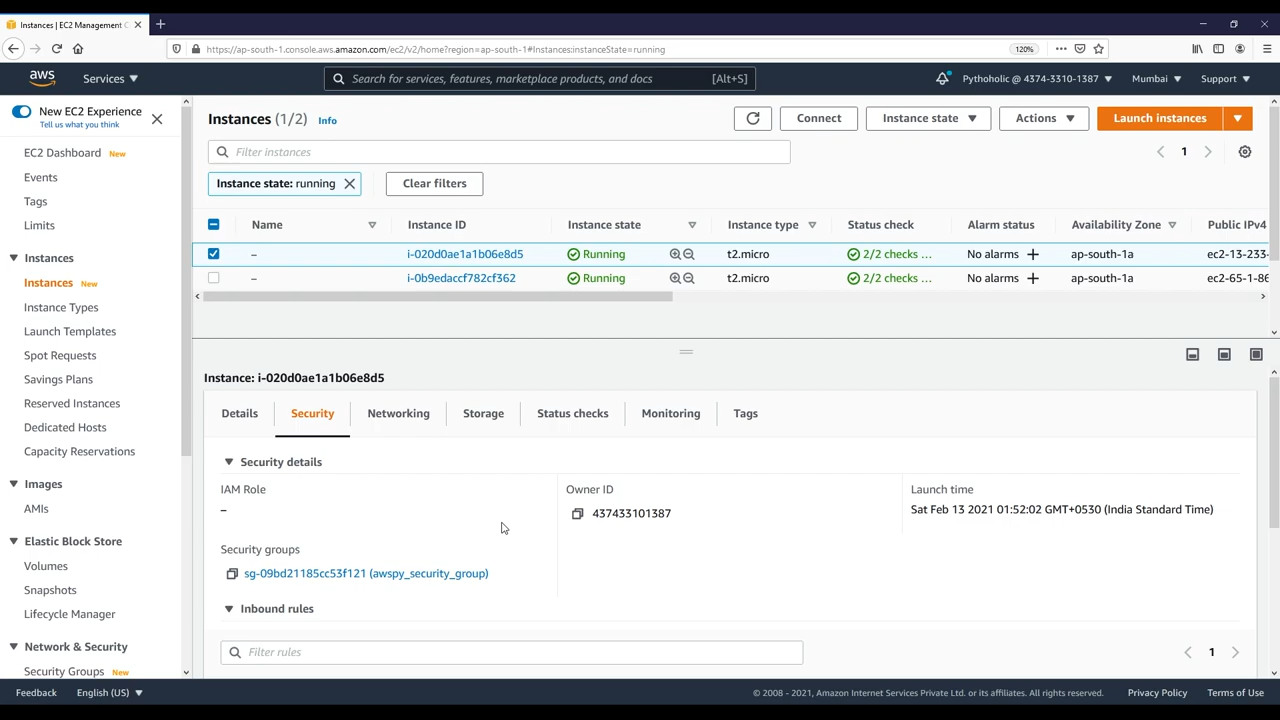 Instances | EC2 Management C
https://ap-south-1.console.aws.amazon.com/ec2/v2/home?region=ap-south-1#Instances:instanceState=running
120%
aws
Services
Search for services, features, marketplace products, and docs
[Alt+S]
Pytholic @ 4374-3310-1387
Mumbai
Support
New EC2 Experience
Tell us what you think
EC2 Dashboard New
Events
Tags
Limits
Instances
Instances New
Instance Types
Launch Templates
Spot Requests
Savings Plans
Reserved Instances
Dedicated Hosts
Capacity Reservations
Images
AMIs
Elastic Block Store
Volumes
Snapshots
Lifecycle Manager
Network & Security
Security Groups New
Instances (1/2) Info
Connect
Instance state
Actions
Launch instances
Filter instances
1
Instance state: running
Clear filters
Name Instance ID Instance state Instance type Status check Alarm status Availability Zone Public IPv4
– i-020d0ae1a1b06e8d5 Running t2.micro 2/2 checks ... No alarms + ap-south-1a ec2-13-233-
– i-0b9edaccf782cf362 Running t2.micro 2/2 checks ... No alarms + ap-south-1a ec2-65-1-86
Instance: i-020d0ae1a1b06e8d5
Details Security Networking Storage Status checks Monitoring Tags
Security details
IAM Role
–
Owner ID
437433101387
Launch time
Sat Feb 13 2021 01:52:02 GMT+0530 (India Standard Time)
Security groups
sg-09bd21185cc53f121 (awspy_security_group)
Inbound rules
Filter rules
1
Feedback
English (US)
© 2008 - 2021, Amazon Internet Services Private Ltd. or its affiliates. All rights reserved.
Privacy Policy
Terms of Use